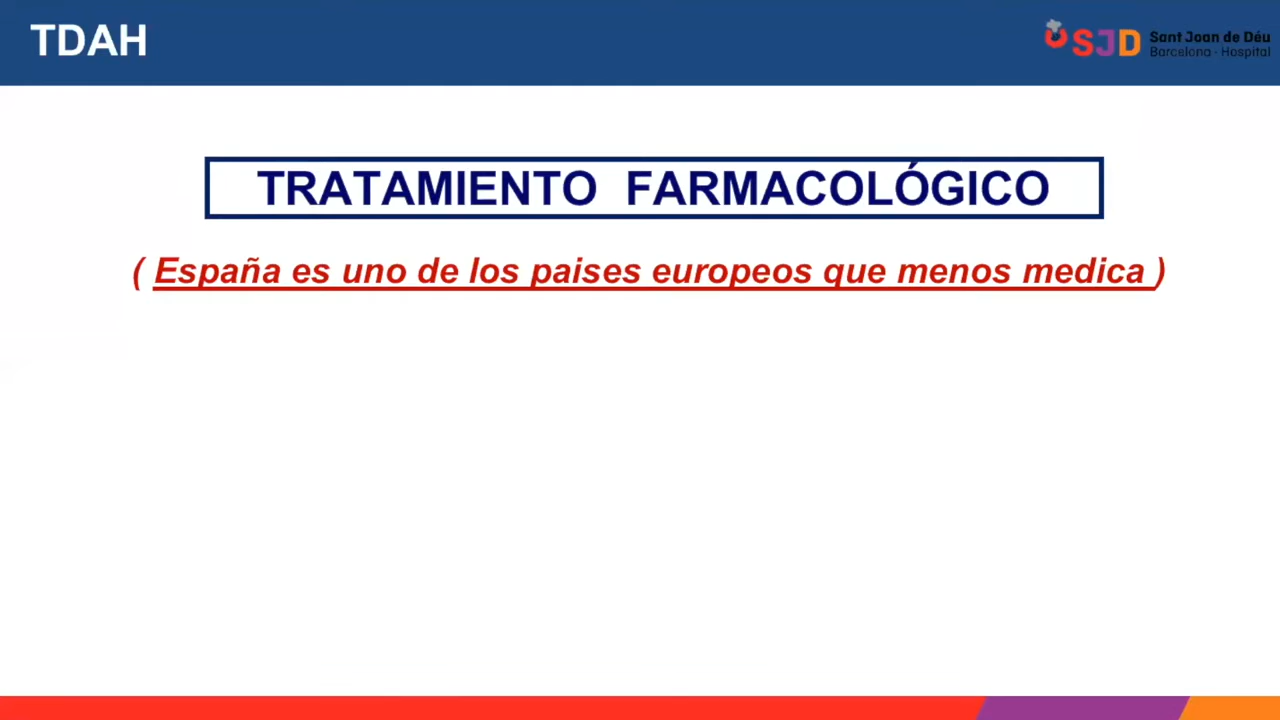 TDAH
SJD
Sant Joan de Déu
Barcelona · Hospital
TRATAMIENTO FARMACOLÓGICO
( España es uno de los paises europeos que menos medica )